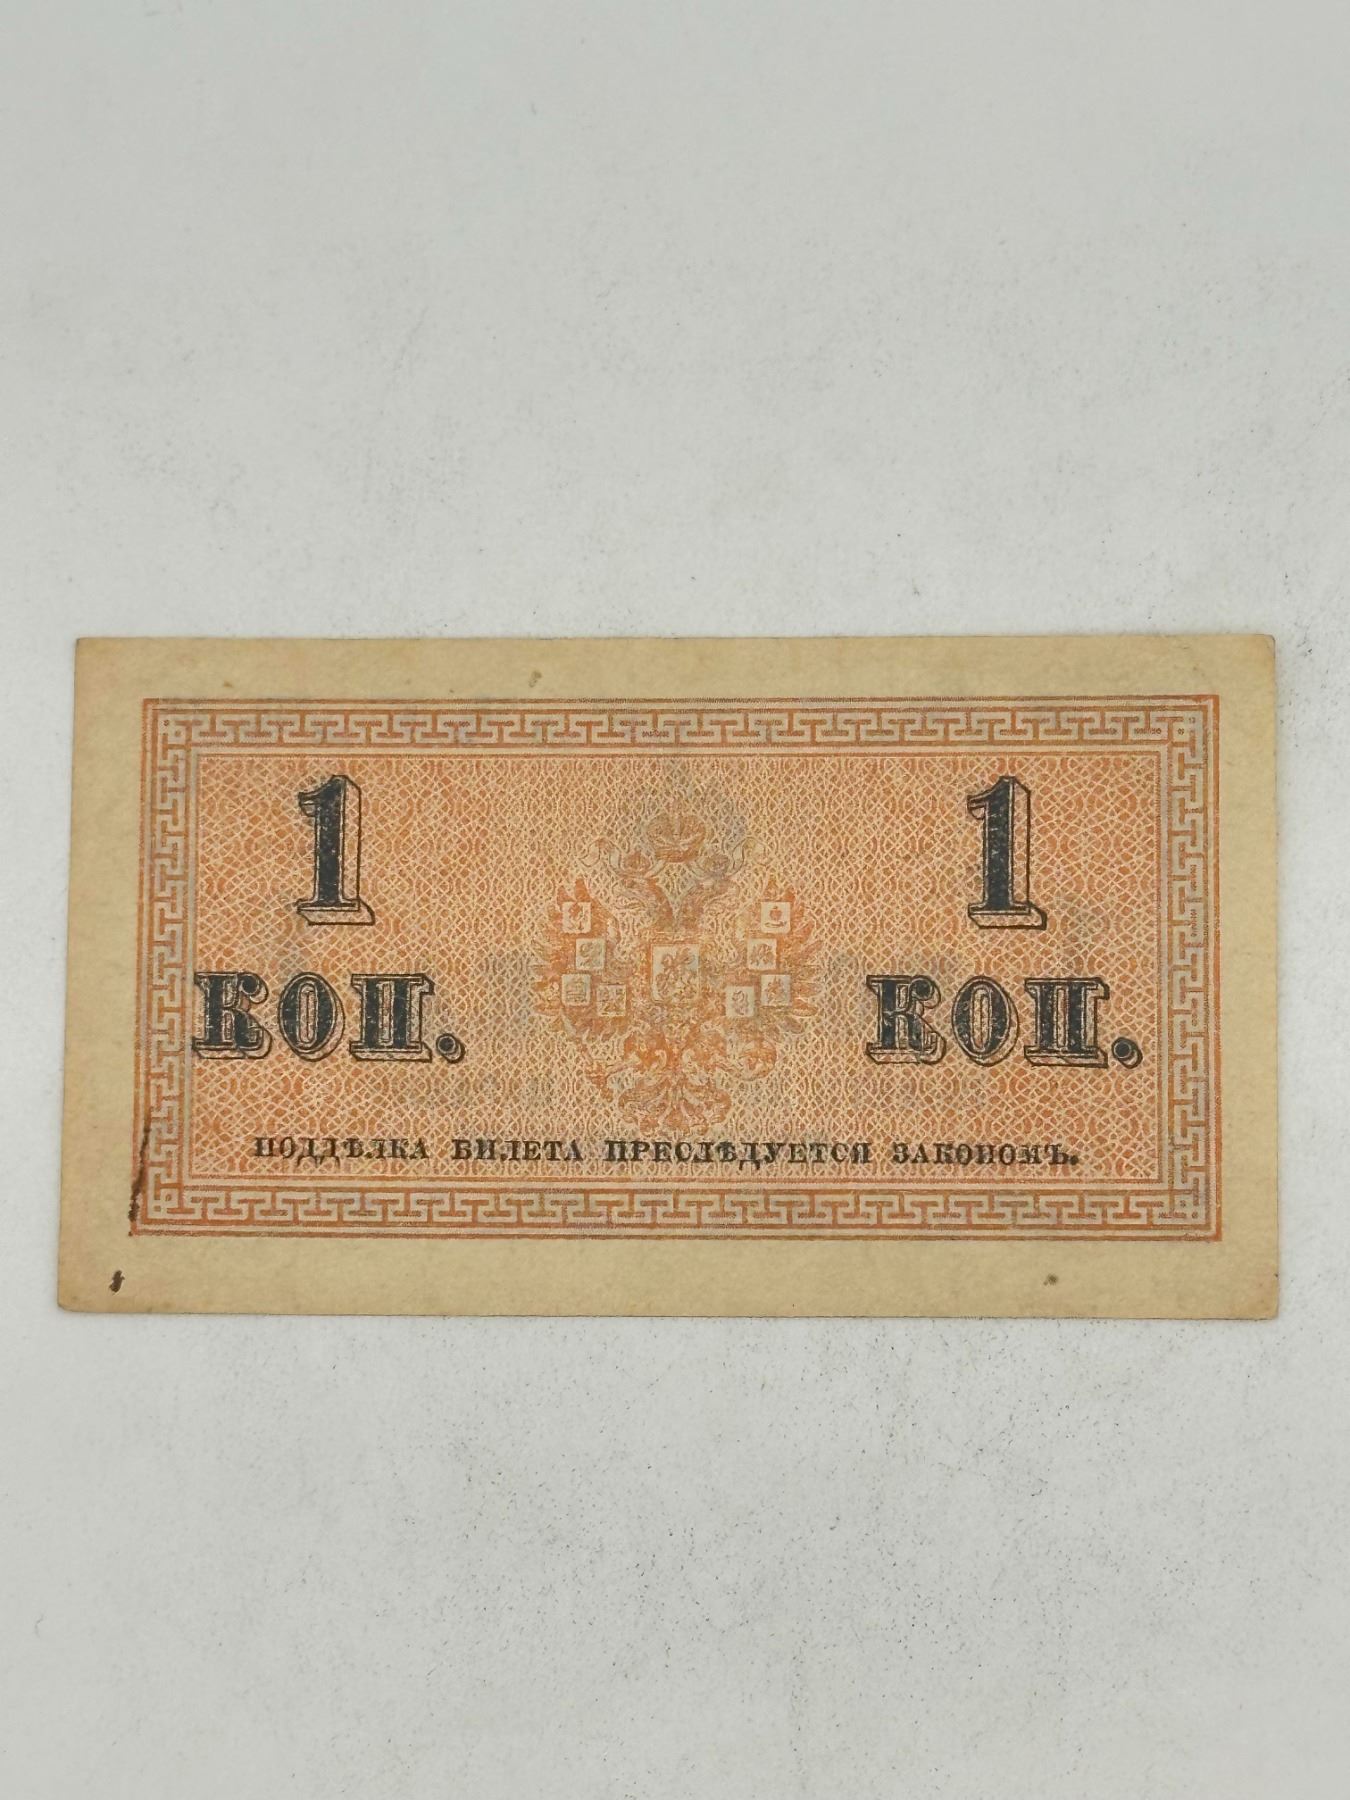 1 1
КОП. КОП.
ПОДДѢЛКА БИЛЕТА ПРЕСЛѢДУЕТСЯ ЗАКОНОМЪ.